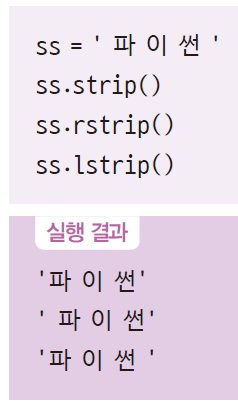 ss = ' 파 이 썬 '
ss.strip()
ss.rstrip()
ss.lstrip()
실행 결과
'파 이 썬'
' 파 이 썬'
'파 이 썬 '